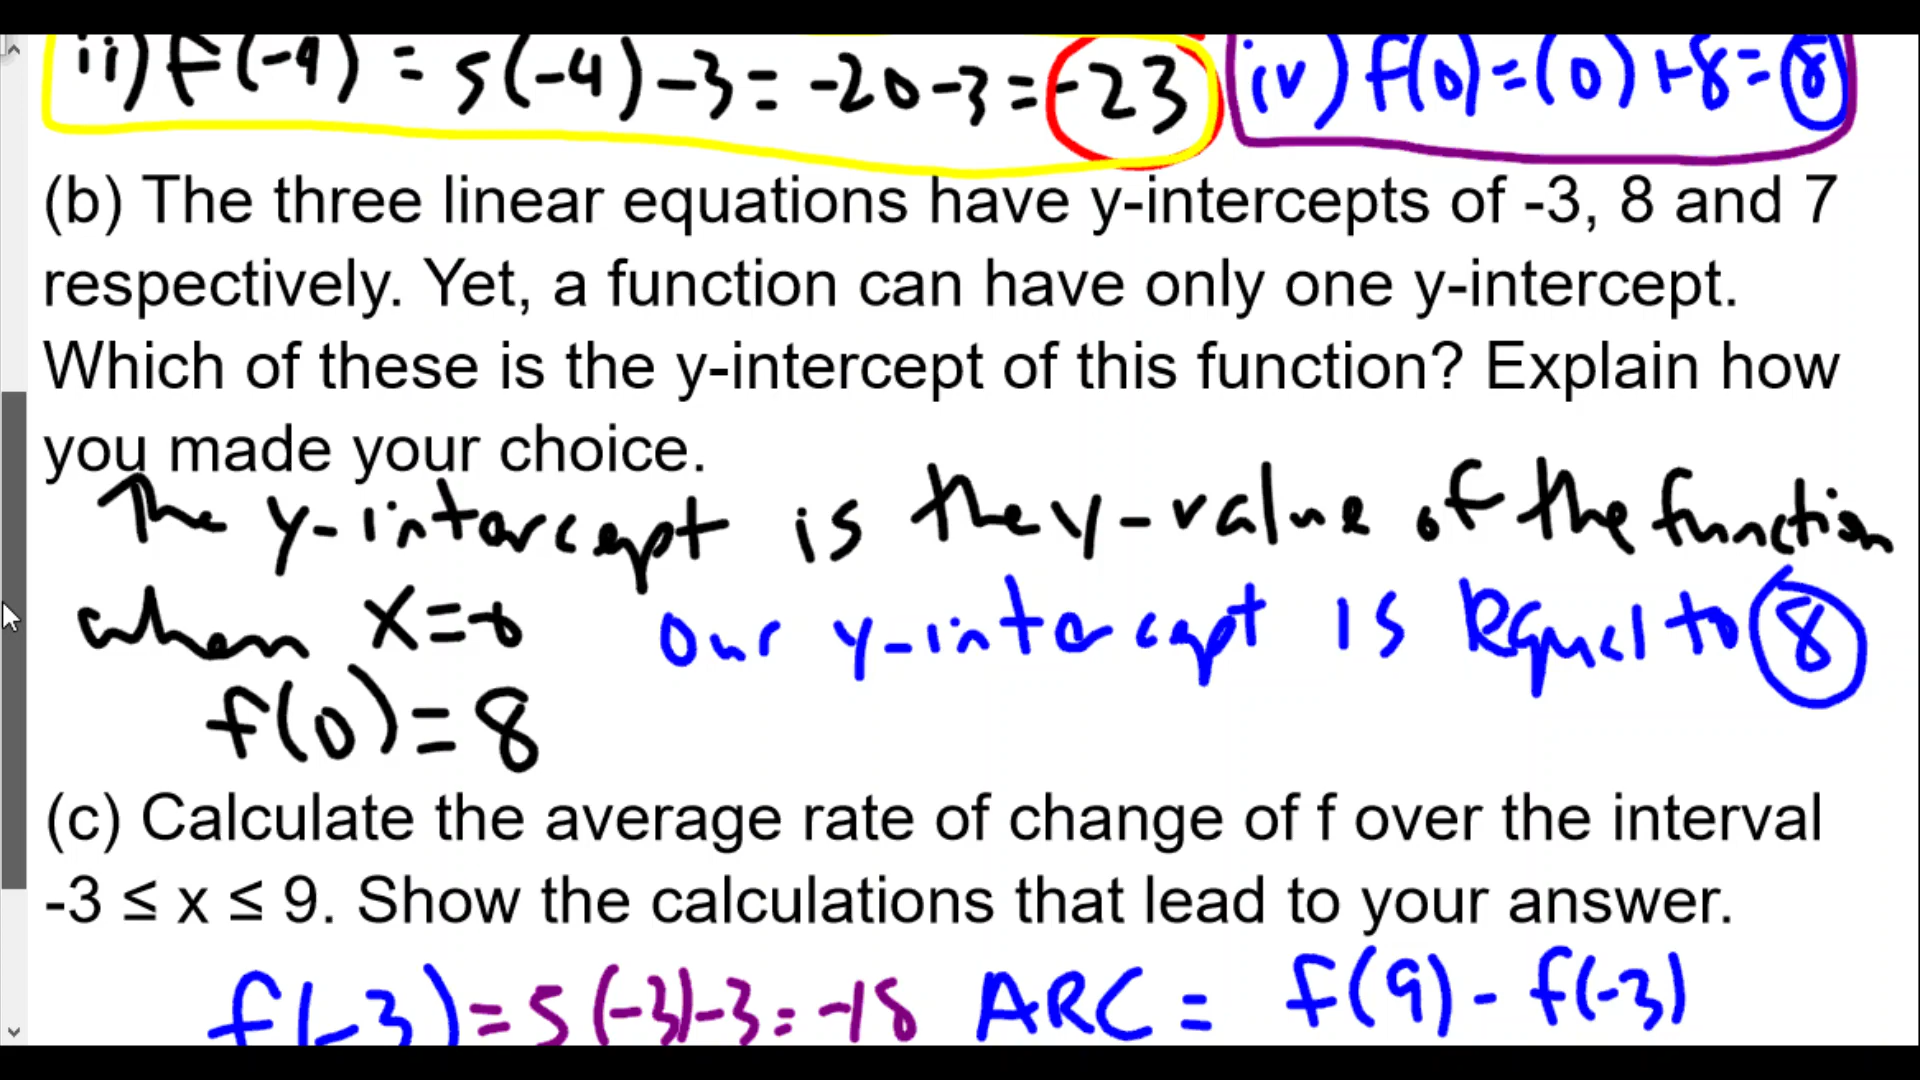 ii) f(-4) = 5(-4)-3 = -20-3 = -23 iv) f(0)=(0)+8=8
(b) The three linear equations have y-intercepts of -3, 8 and 7
respectively. Yet, a function can have only one y-intercept.
Which of these is the y-intercept of this function? Explain how
you made your choice.
The y-intercept is the y-value of the function
when x=0 Our y-intercept is equal to 8
f(0)=8
(c) Calculate the average rate of change of f over the interval
-3 ≤ x ≤ 9. Show the calculations that lead to your answer.
f(-3)=5(-3)-3=-18 ARC = f(9)-f(-3)